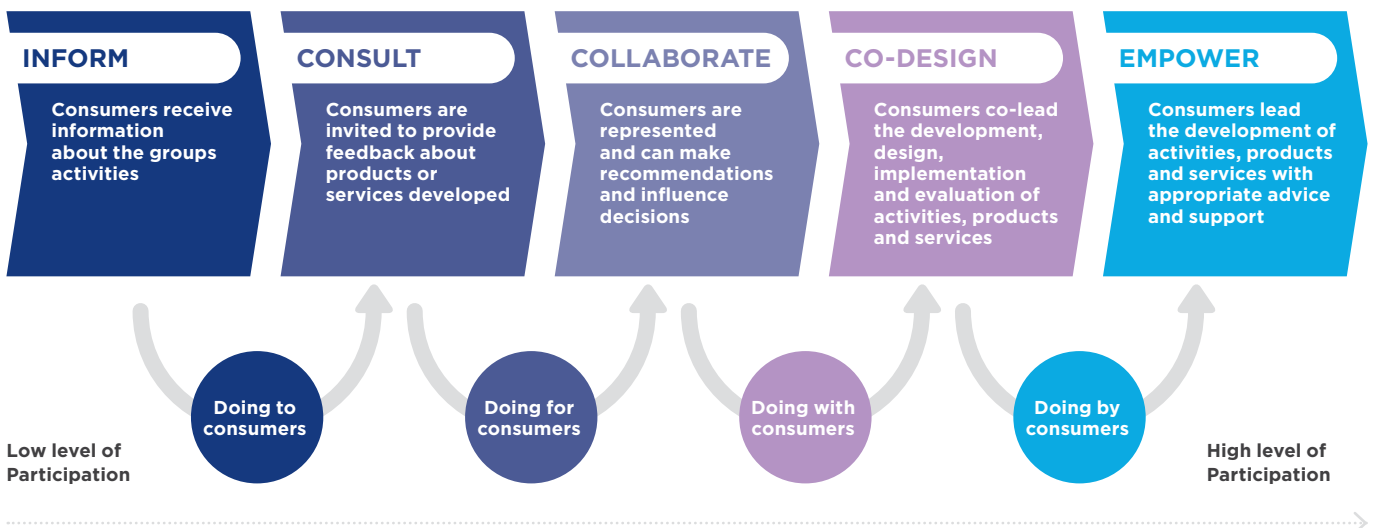 INFORM
Consumers receive
information
about the groups
activities
CONSULT
Consumers are
invited to provide
feedback about
products or
services developed
COLLABORATE
Consumers are
represented
and can make
recommendations
and influence
decisions
CO-DESIGN
Consumers co-lead
the development,
design,
implementation
and evaluation of
activities, products
and services
EMPOWER
Consumers lead
the development of
activities, products
and services with
appropriate advice
and support
Doing to
consumers
Doing for
consumers
Doing with
consumers
Doing by
consumers
Low level of
Participation
High level of
Participation